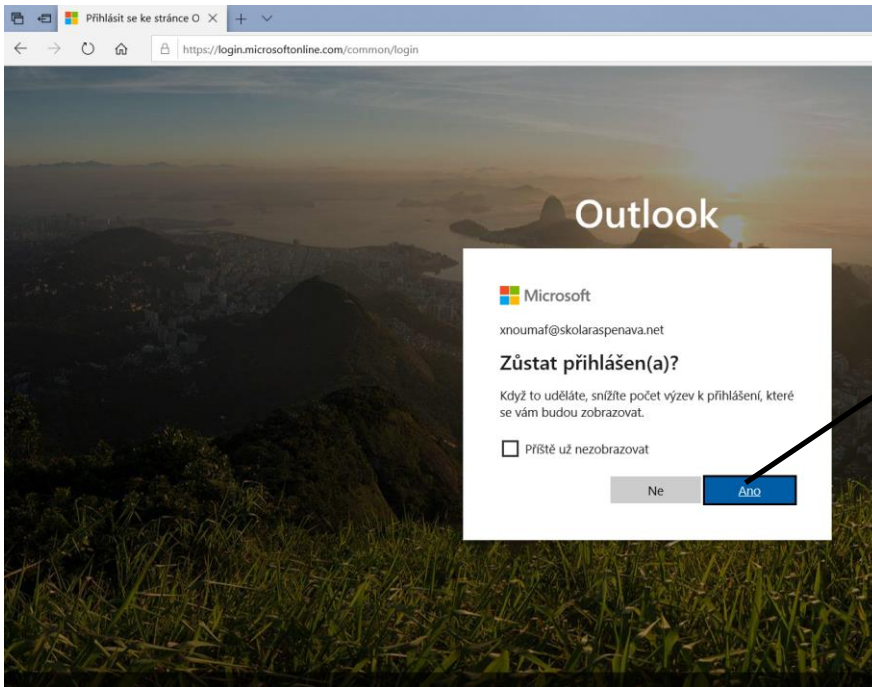 Přihlásit se ke stránce O
https://login.microsoftonline.com/common/login
Outlook
Microsoft
xnoumaf@skolaraspenava.net
Zůstat přihlášen(a)?
Když to uděláte, snížíte počet výzev k přihlášení, které
se vám budou zobrazovat.
Příště už nezobrazovat
Ne Ano